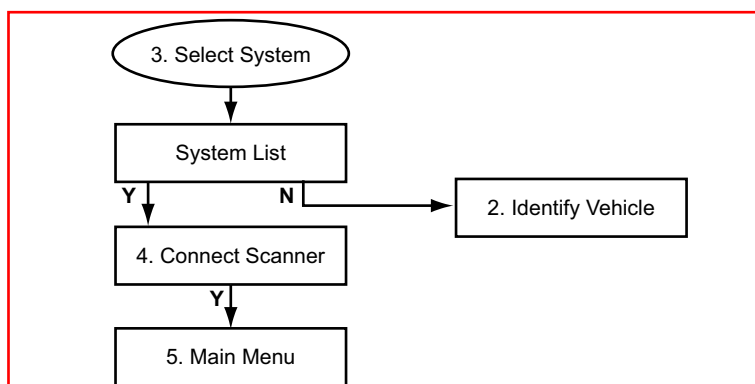 3. Select System
System List
Y
N
2. Identify Vehicle
4. Connect Scanner
Y
5. Main Menu